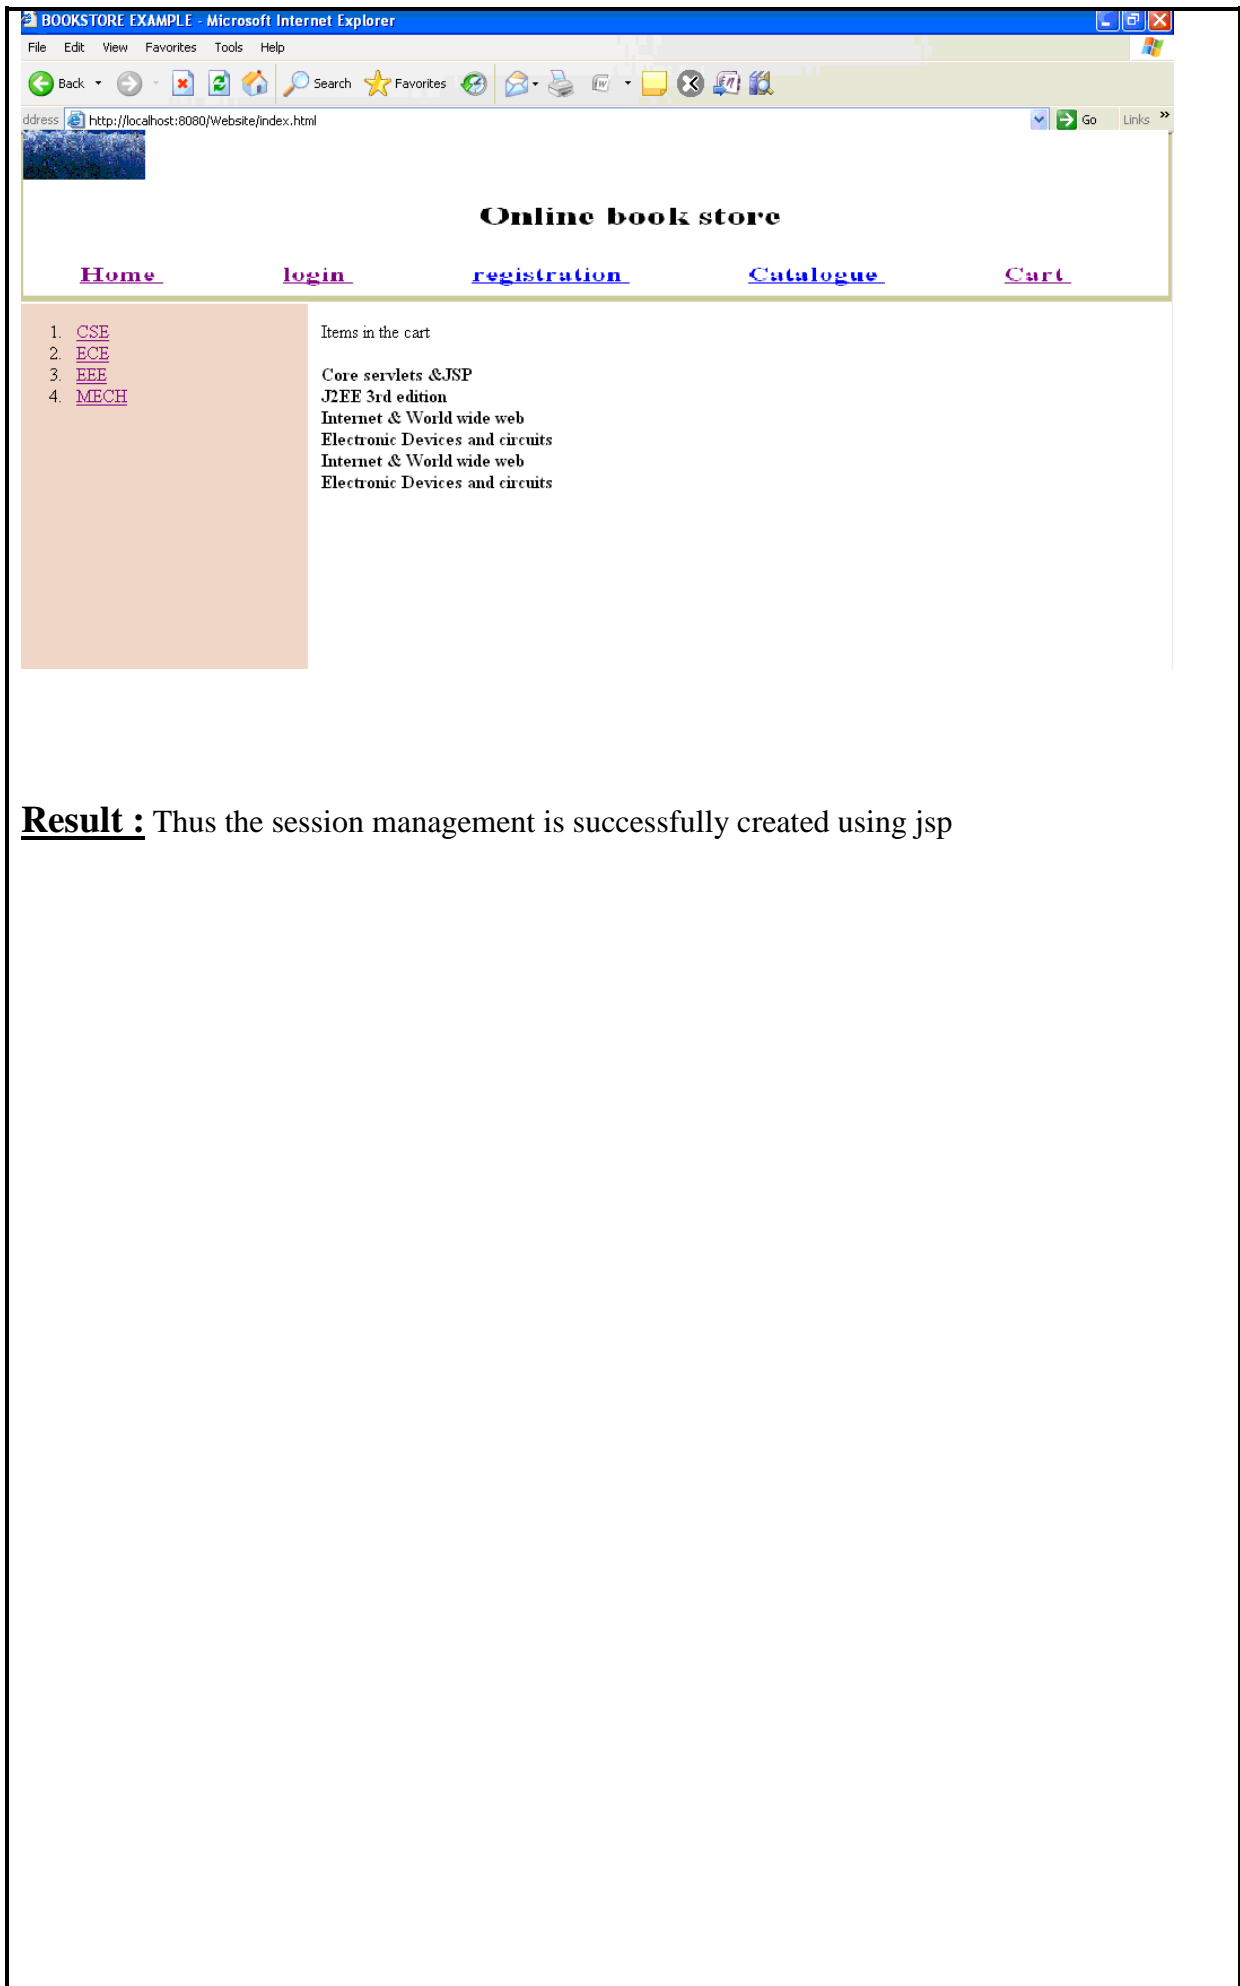 BOOKSTORE EXAMPLE - Microsoft Internet Explorer
File Edit View Favorites Tools Help
Back Search Favorites
ddress http://localhost:8080/Website/index.html Go Links »
Online book store
Home login registration Catalogue Cart
1. CSE
2. ECE
3. EEE
4. MECH
Items in the cart
Core servlets &JSP
J2EE 3rd edition
Internet & World wide web
Electronic Devices and circuits
Internet & World wide web
Electronic Devices and circuits
Result : Thus the session management is successfully created using jsp